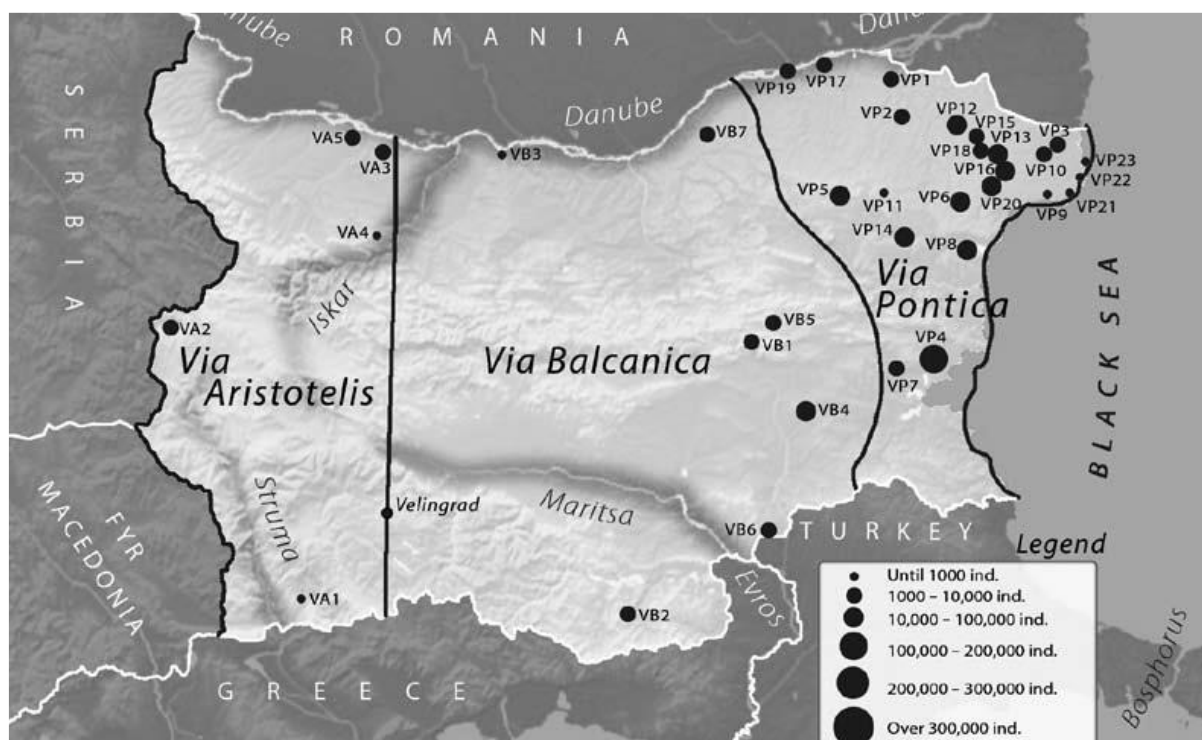 Danube
ROMANIA
Danube
SERBIA
VP19
VP17
VP1
Danube
VP2
VP12
VP15
VP13
VP3
VA5
VA3
VB3
VB7
VP18
VP10
VP23
VP16
VP22
VP5
VP11
VP6
VP20
VP9
VP21
VA4
VP14
VP8
Iskar
Via
Pontica
VA2
VB5
VB1
VP4
Via
Aristotelis
Via Balcanica
VP7
BLACK SEA
VB4
Struma
Velingrad
Maritsa
FYR
MACEDONIA
VB6
TURKEY
Evros
VA1
VB2
GREECE
Bosphorus
Legend
Until 1000 ind.
1000 – 10,000 ind.
10,000 – 100,000 ind.
100,000 – 200,000 ind.
200,000 – 300,000 ind.
Over 300,000 ind.